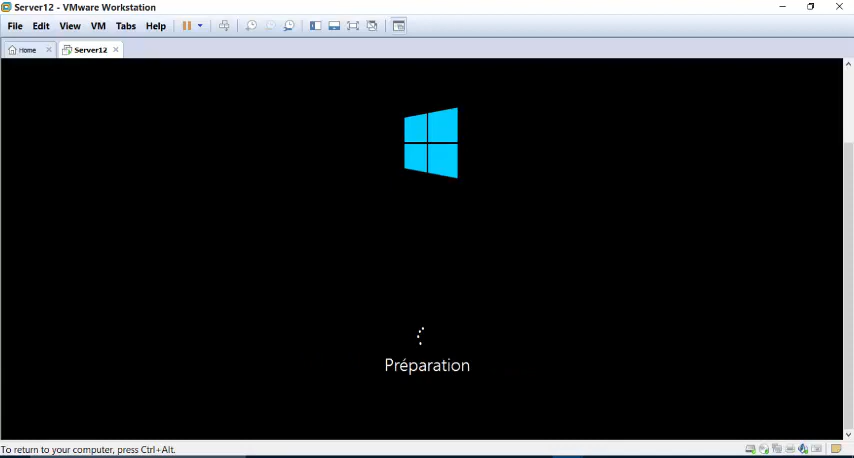 Server12 - VMware Workstation
File Edit View VM Tabs Help
Home Server12
Préparation
To return to your computer, press Ctrl+Alt.